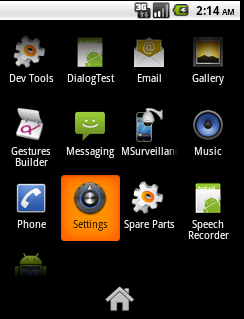 3G
2:14 AM
Dev Tools
DialogTest
Email
Gallery
Gestures
Builder
Messaging
MSurveillan
Music
Phone
Settings
Spare Parts
Speech
Recorder